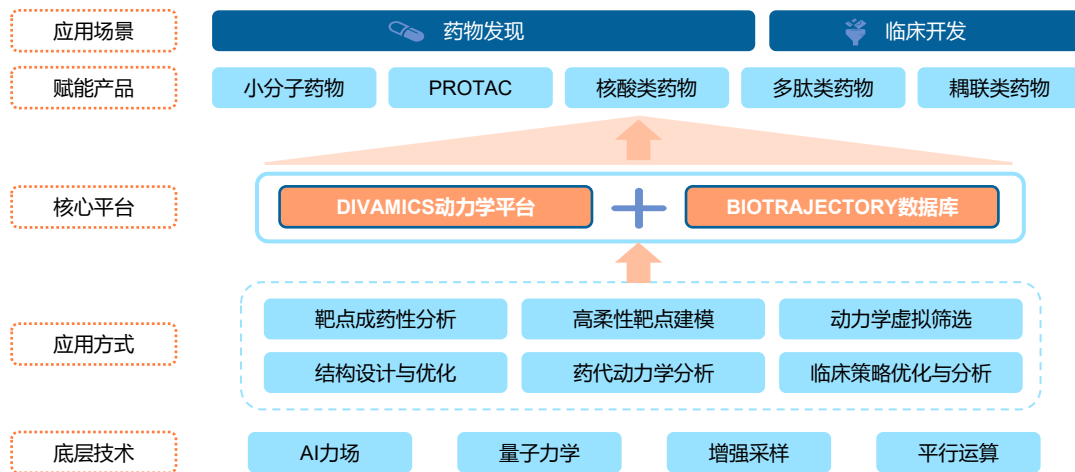 应用场景
药物发现
临床开发
赋能产品
小分子药物
PROTAC
核酸类药物
多肽类药物
耦联类药物
核心平台
DIVAMICS动力学平台
BIOTRAJECTORY数据库
应用方式
靶点成药性分析
高柔性靶点建模
动力学虚拟筛选
结构设计与优化
药代动力学分析
临床策略优化与分析
底层技术
AI力场
量子力学
增强采样
平行运算